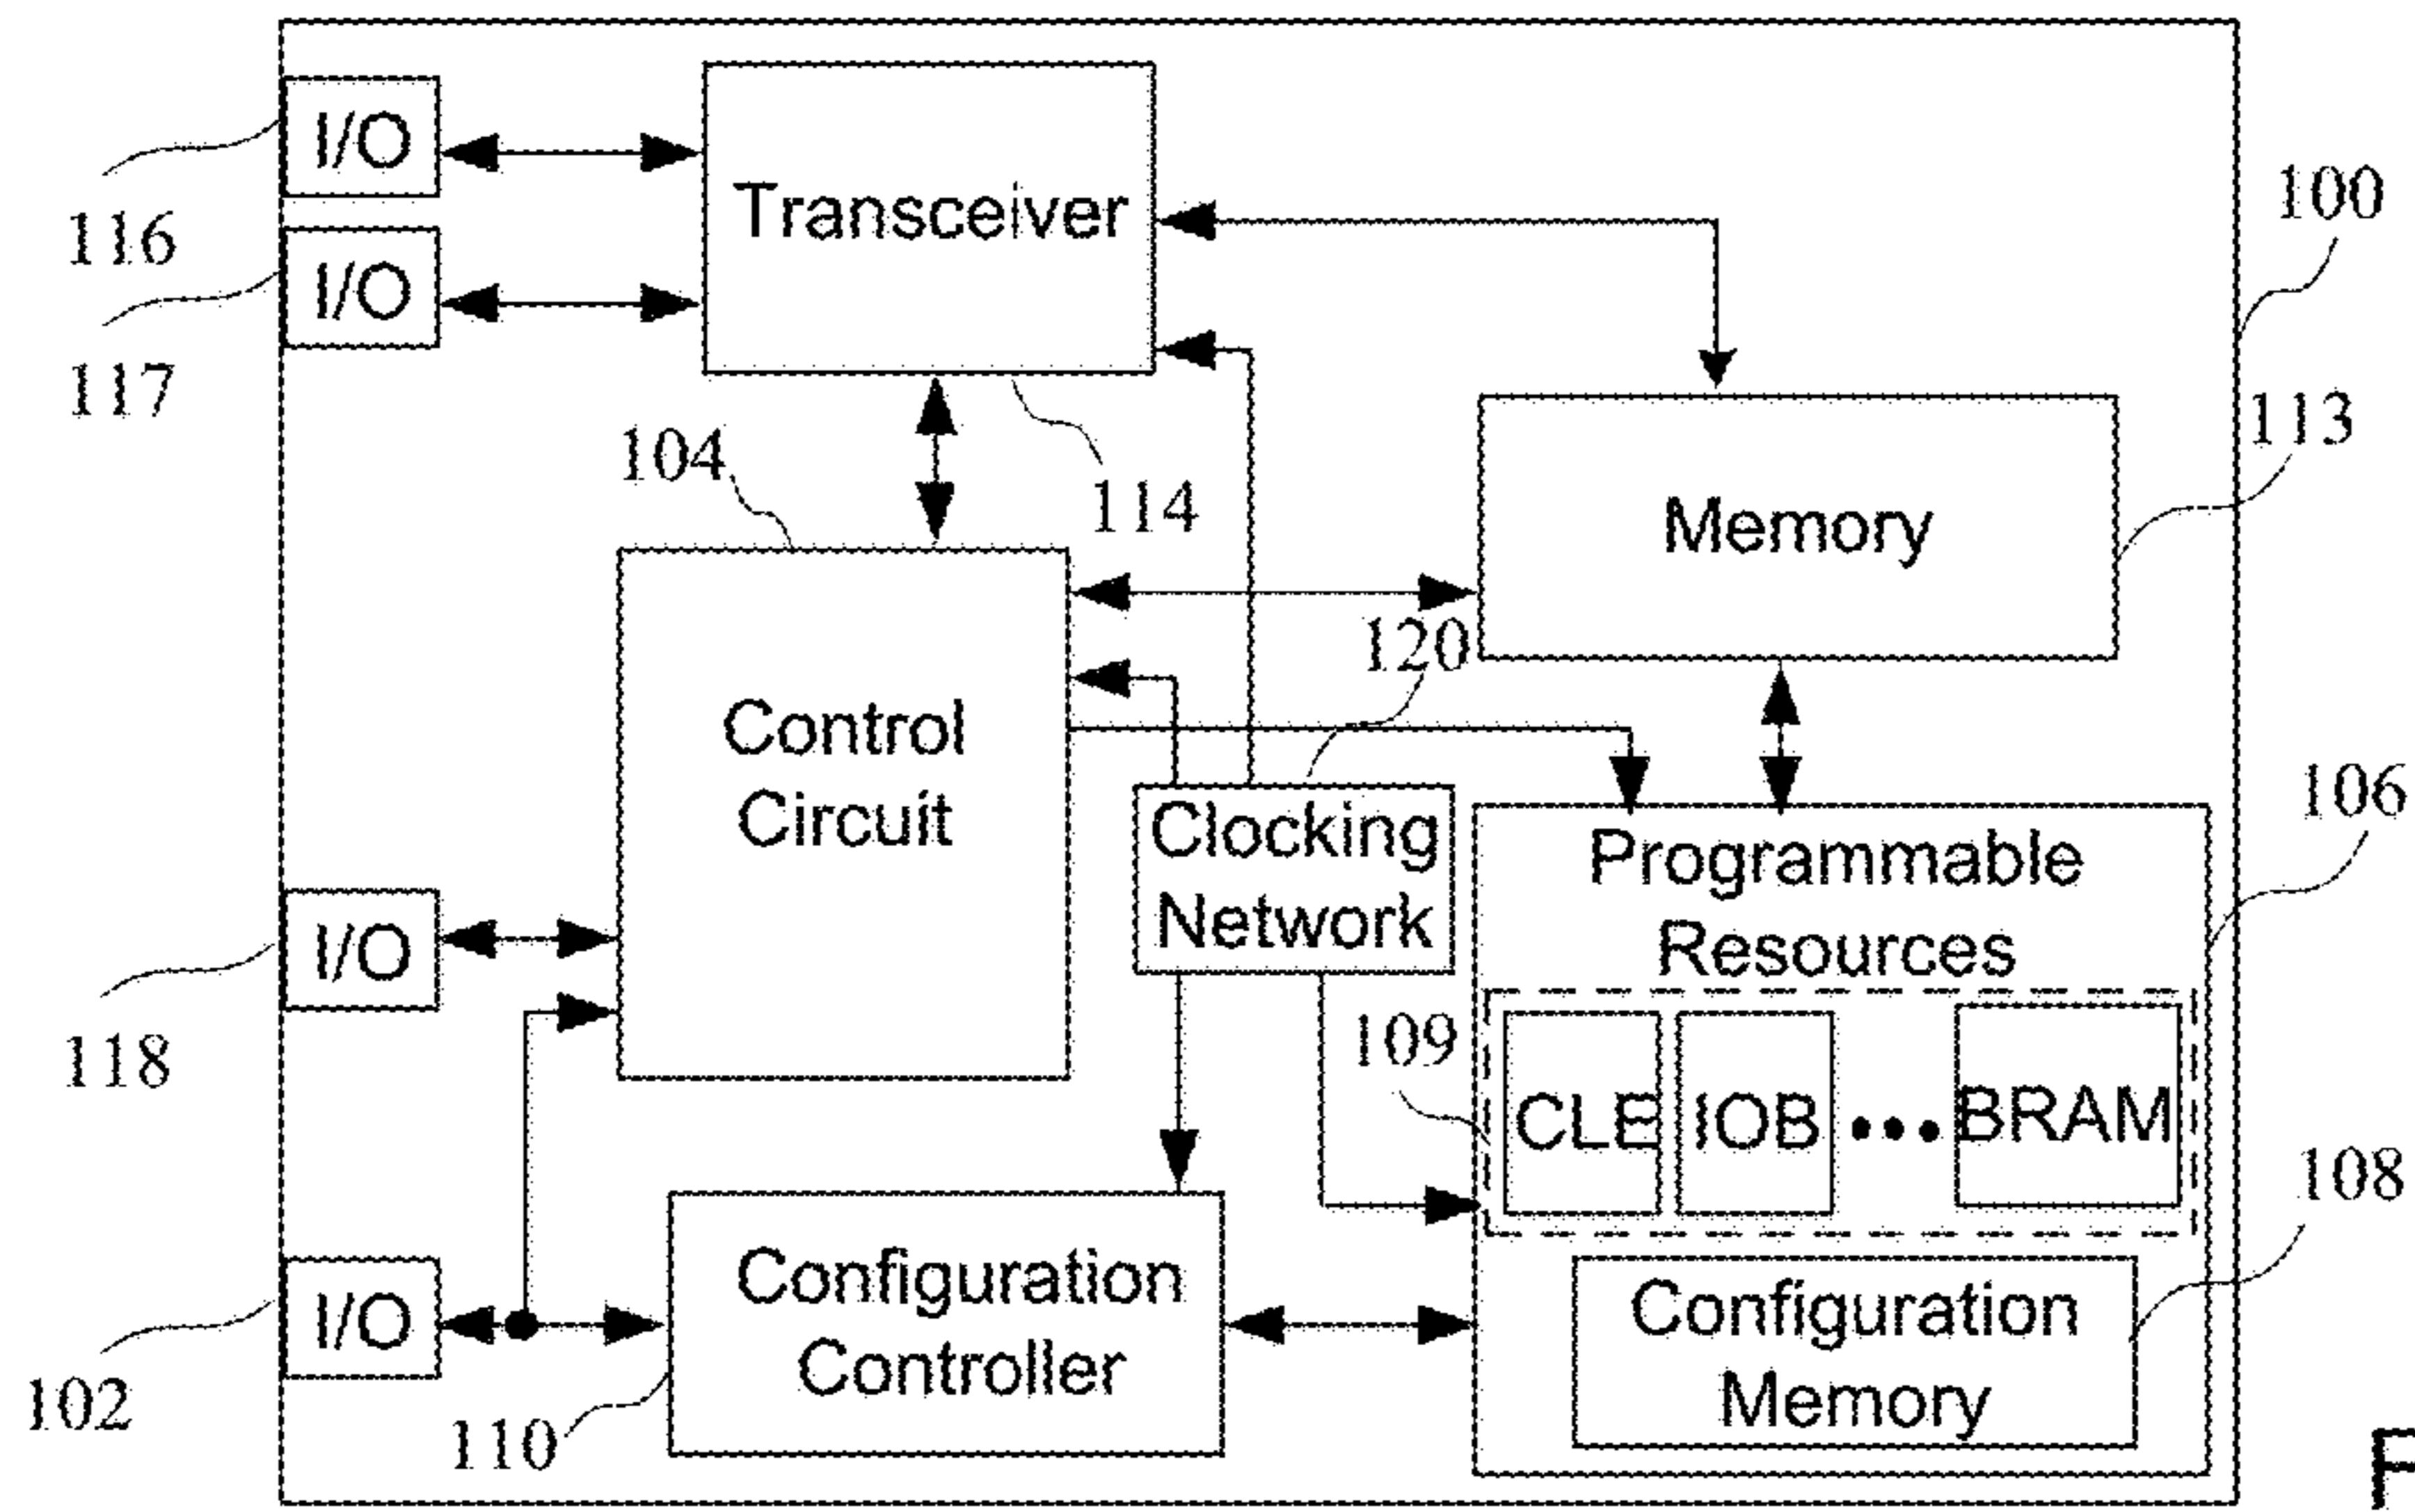 I/O
116
I/O
117
Transceiver
100
113
104
114
Memory
120
Control
Circuit
Clocking
Network
Programmable
Resources
106
I/O
118
109
CLE IOB ••• BRAM
108
I/O
102
Configuration
Controller
110
Configuration
Memory